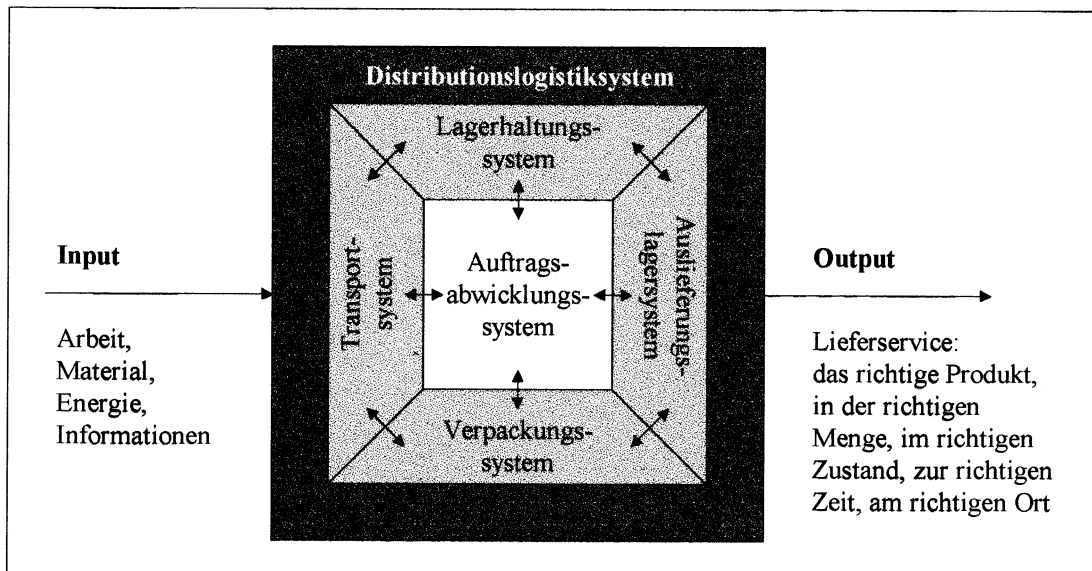 Distributionslogistiksystem
Lagerhaltungs-
system
Input
Arbeit,
Material,
Energie,
Informationen
Transport-
system
Auftrags-
abwicklungs-
system
Auslieferungs-
lagersystem
Verpackungs-
system
Output
Lieferservice:
das richtige Produkt,
in der richtigen
Menge, im richtigen
Zustand, zur richtigen
Zeit, am richtigen Ort